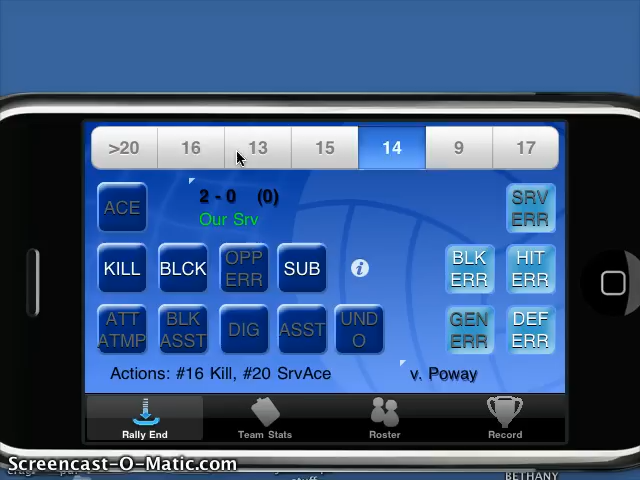 >20 16 13 15 14 9 17
ACE
2 - 0 (0)
Our Srv
SRV
ERR
KILL
BLCK
OPP
ERR
SUB
i
BLK
ERR
HIT
ERR
ATT
ATMP
BLK
ASST
DIG
ASST
UND
O
GEN
ERR
DEF
ERR
Actions: #16 Kill, #20 SrvAce
v. Poway
Rally End
Team Stats
Roster
Record
Screencast-O-Matic.com
BETHANY